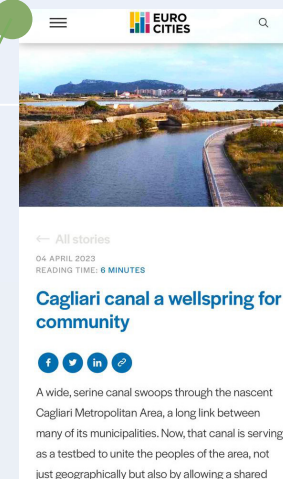 EURO
CITIES
← All stories
04 APRIL 2023
READING TIME: 6 MINUTES
Cagliari canal a wellspring for
community
A wide, serine canal swoops through the nascent
Cagliari Metropolitan Area, a long link between
many of its municipalities. Now, that canal is serving
as a testbed to unite the peoples of the area, not
just geographically but also by allowing a shared